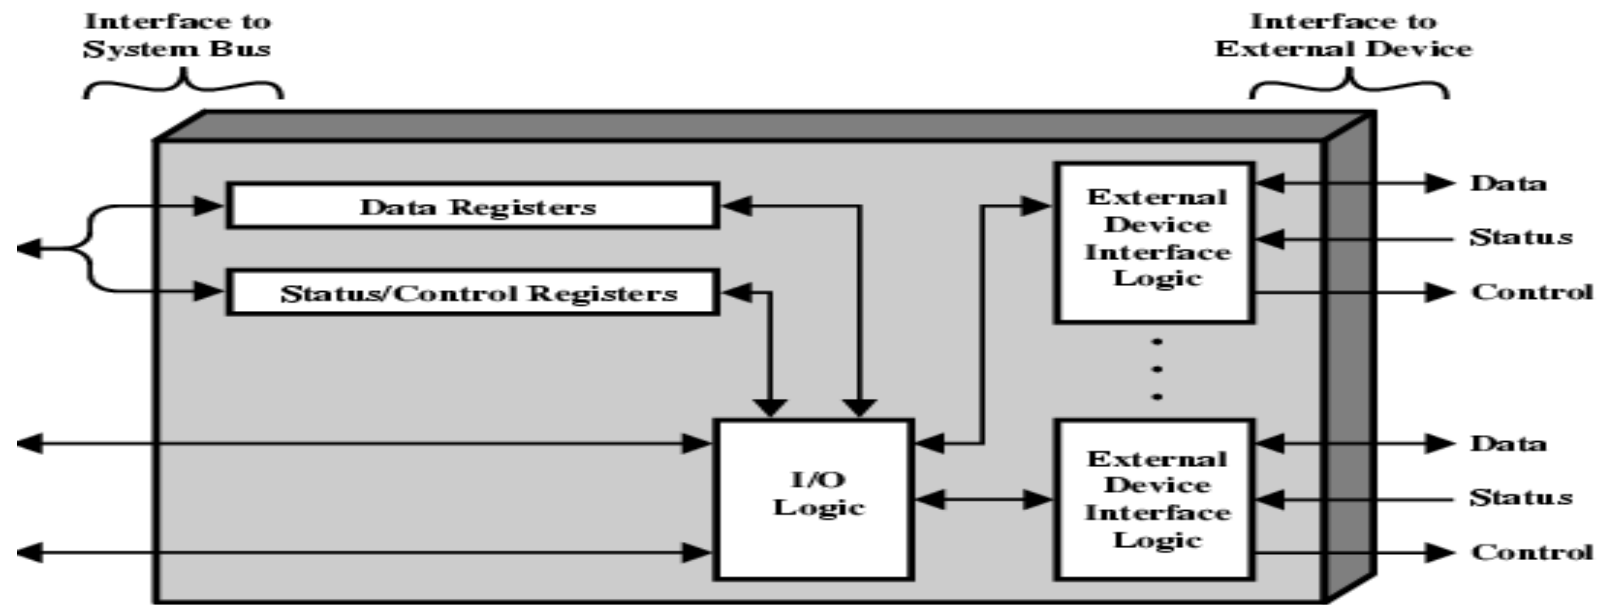 Interface to
System Bus
Interface to
External Device
Data Registers
Status/Control Registers
External
Device
Interface
Logic
Data
Status
Control
I/O
Logic
External
Device
Interface
Logic
Data
Status
Control